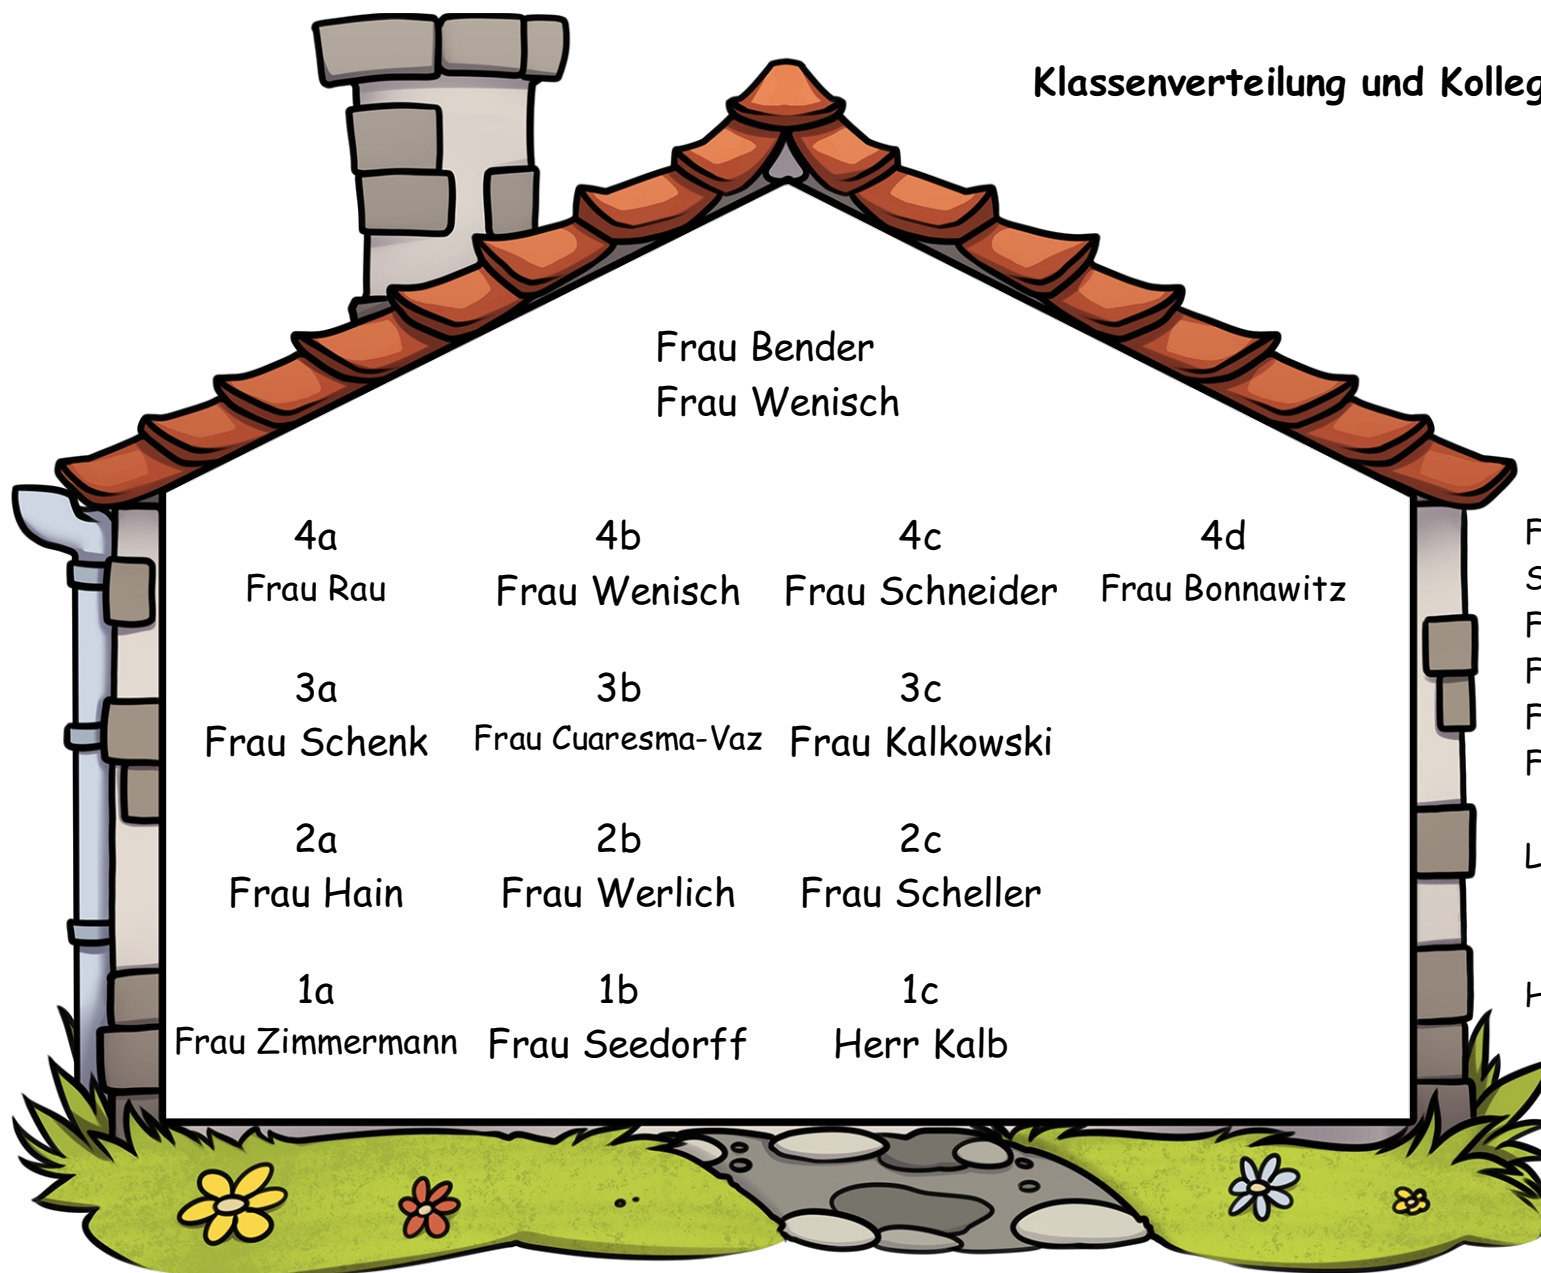 Klassenverteilung und Kolleg
Frau Bender
Frau Wenisch
4a 4b 4c 4d
Frau Rau Frau Wenisch Frau Schneider Frau Bonnawitz
3a 3b 3c
Frau Schenk Frau Cuaresma-Vaz Frau Kalkowski
2a 2b 2c
Frau Hain Frau Werlich Frau Scheller
1a 1b 1c
Frau Zimmermann Frau Seedorff Herr Kalb